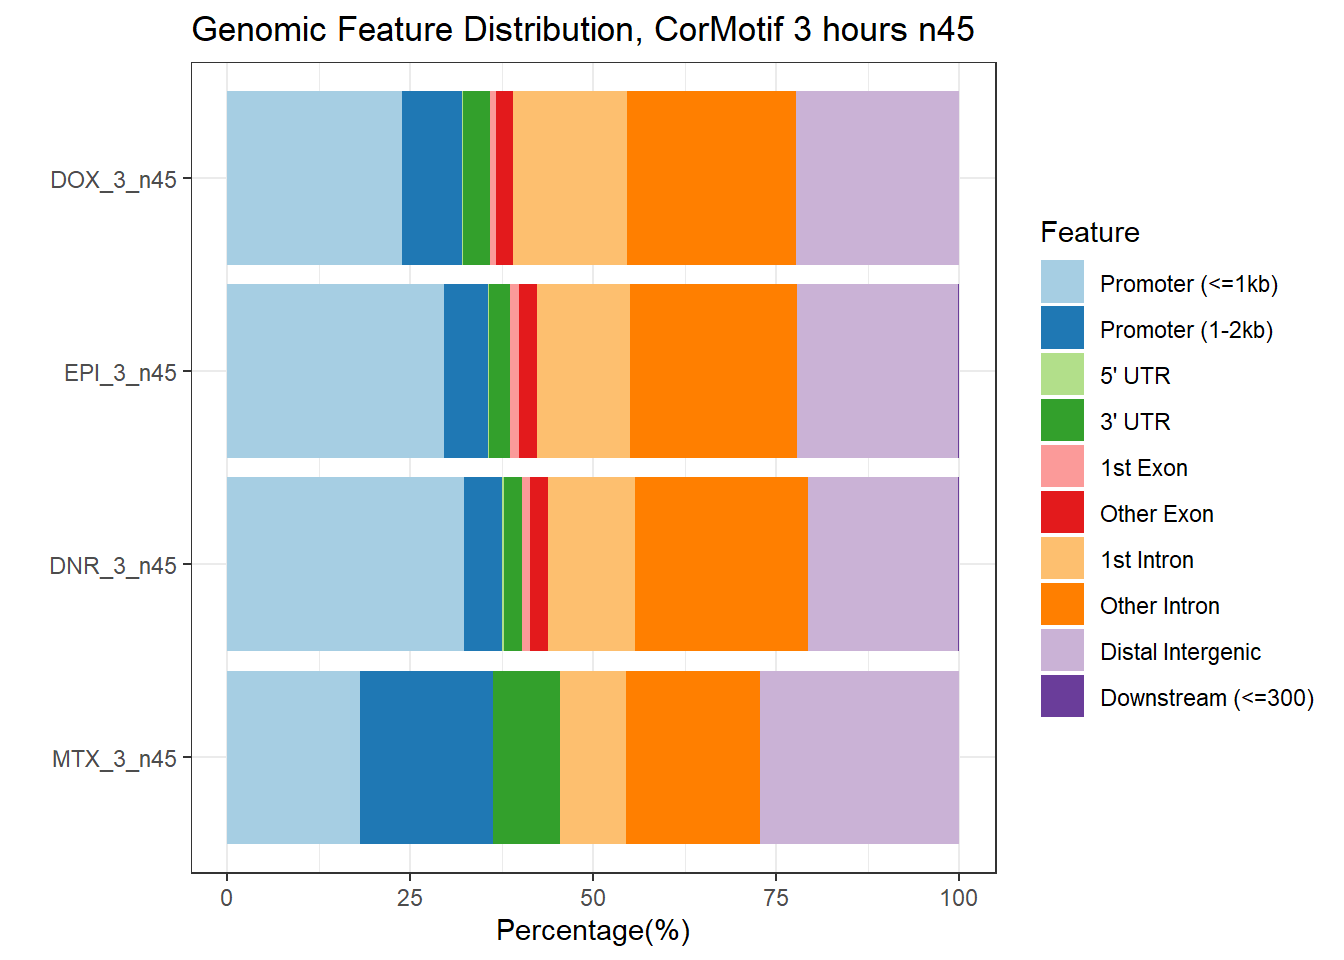 Genomic Feature Distribution, CorMotif 3 hours n45
DOX_3_n45
EPI_3_n45
DNR_3_n45
MTX_3_n45
0
25
50
75
100
Percentage(%)
Feature
Promoter (<=1kb)
Promoter (1-2kb)
5' UTR
3' UTR
1st Exon
Other Exon
1st Intron
Other Intron
Distal Intergenic
Downstream (<=300)